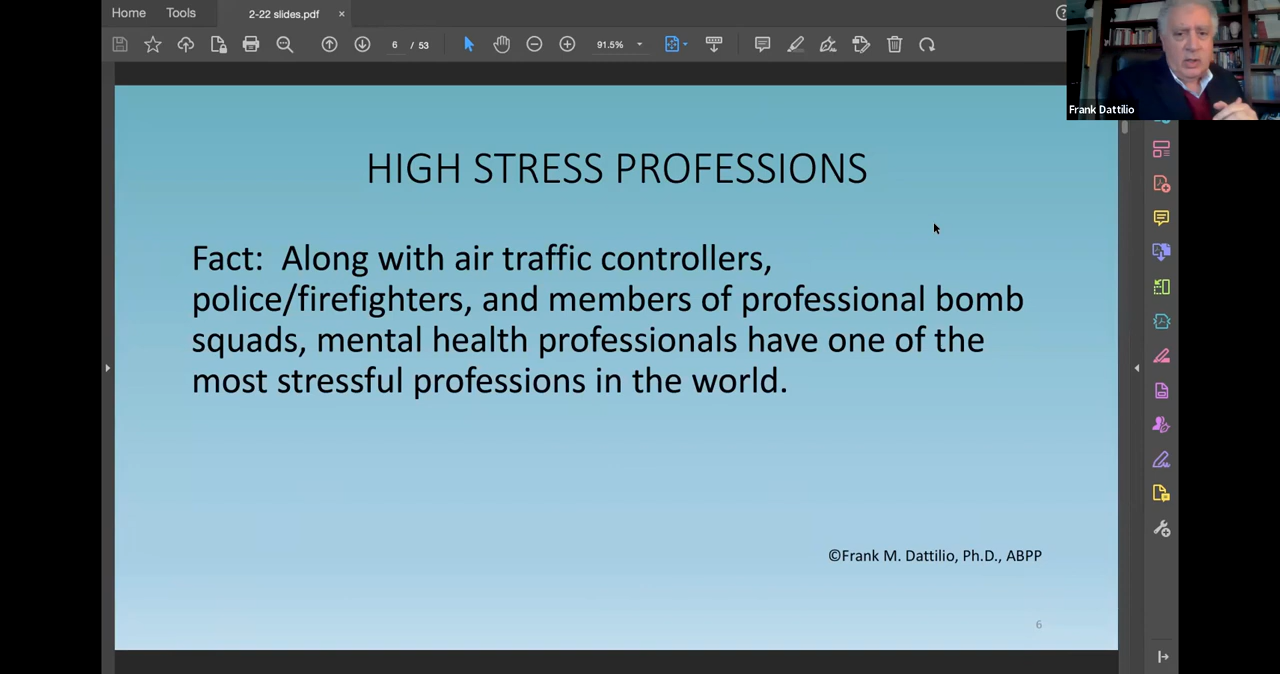 Home Tools 2-22 slides.pdf ×
6 / 53 91.5%
Frank Dattilio
HIGH STRESS PROFESSIONS
Fact: Along with air traffic controllers,
police/firefighters, and members of professional bomb
squads, mental health professionals have one of the
most stressful professions in the world.
©Frank M. Dattilio, Ph.D., ABPP
6